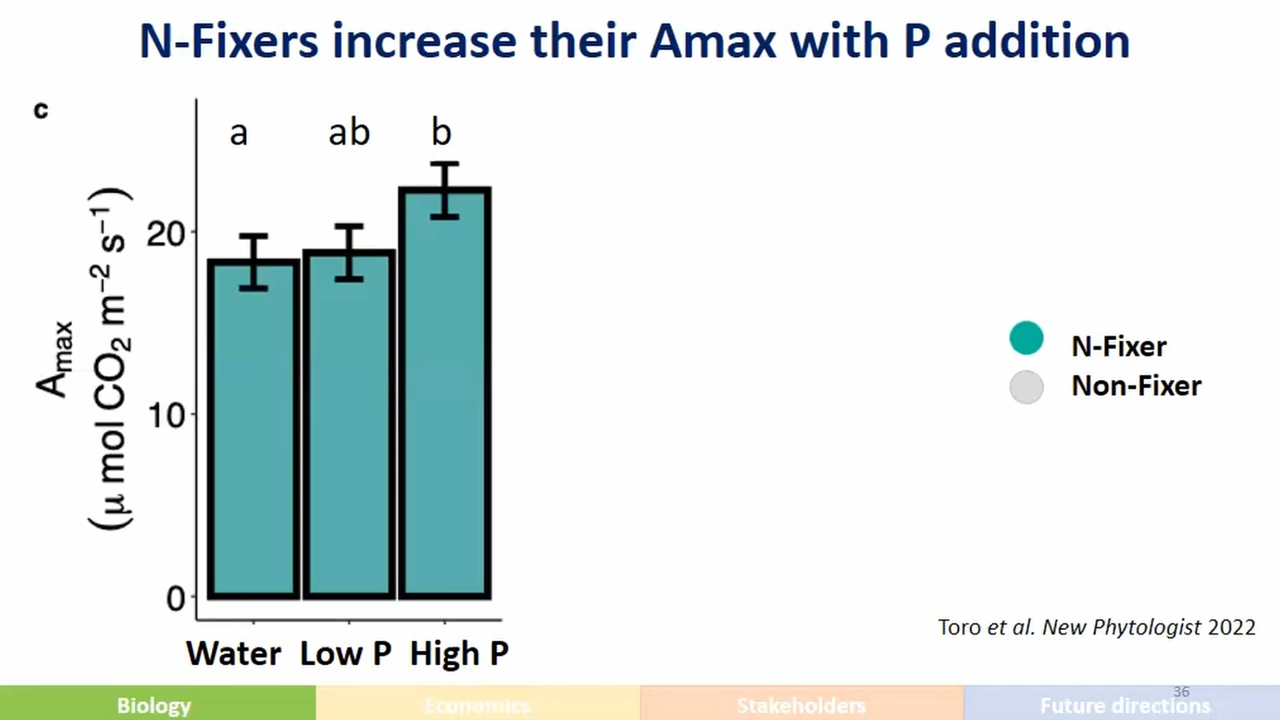 N-Fixers increase their Amax with P addition
c
a ab b
Amax
(μ mol CO2 m−2 s−1)
20
10
0
Water Low P High P
N-Fixer
Non-Fixer
Toro et al. New Phytologist 2022
36
Biology Economics Stakeholders Future directions